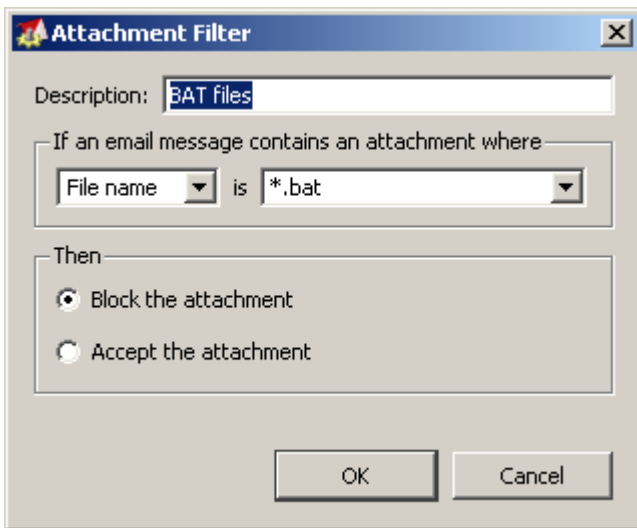 Attachment Filter
Description: BAT files
If an email message contains an attachment where
File name is *.bat
Then
Block the attachment
Accept the attachment
OK Cancel